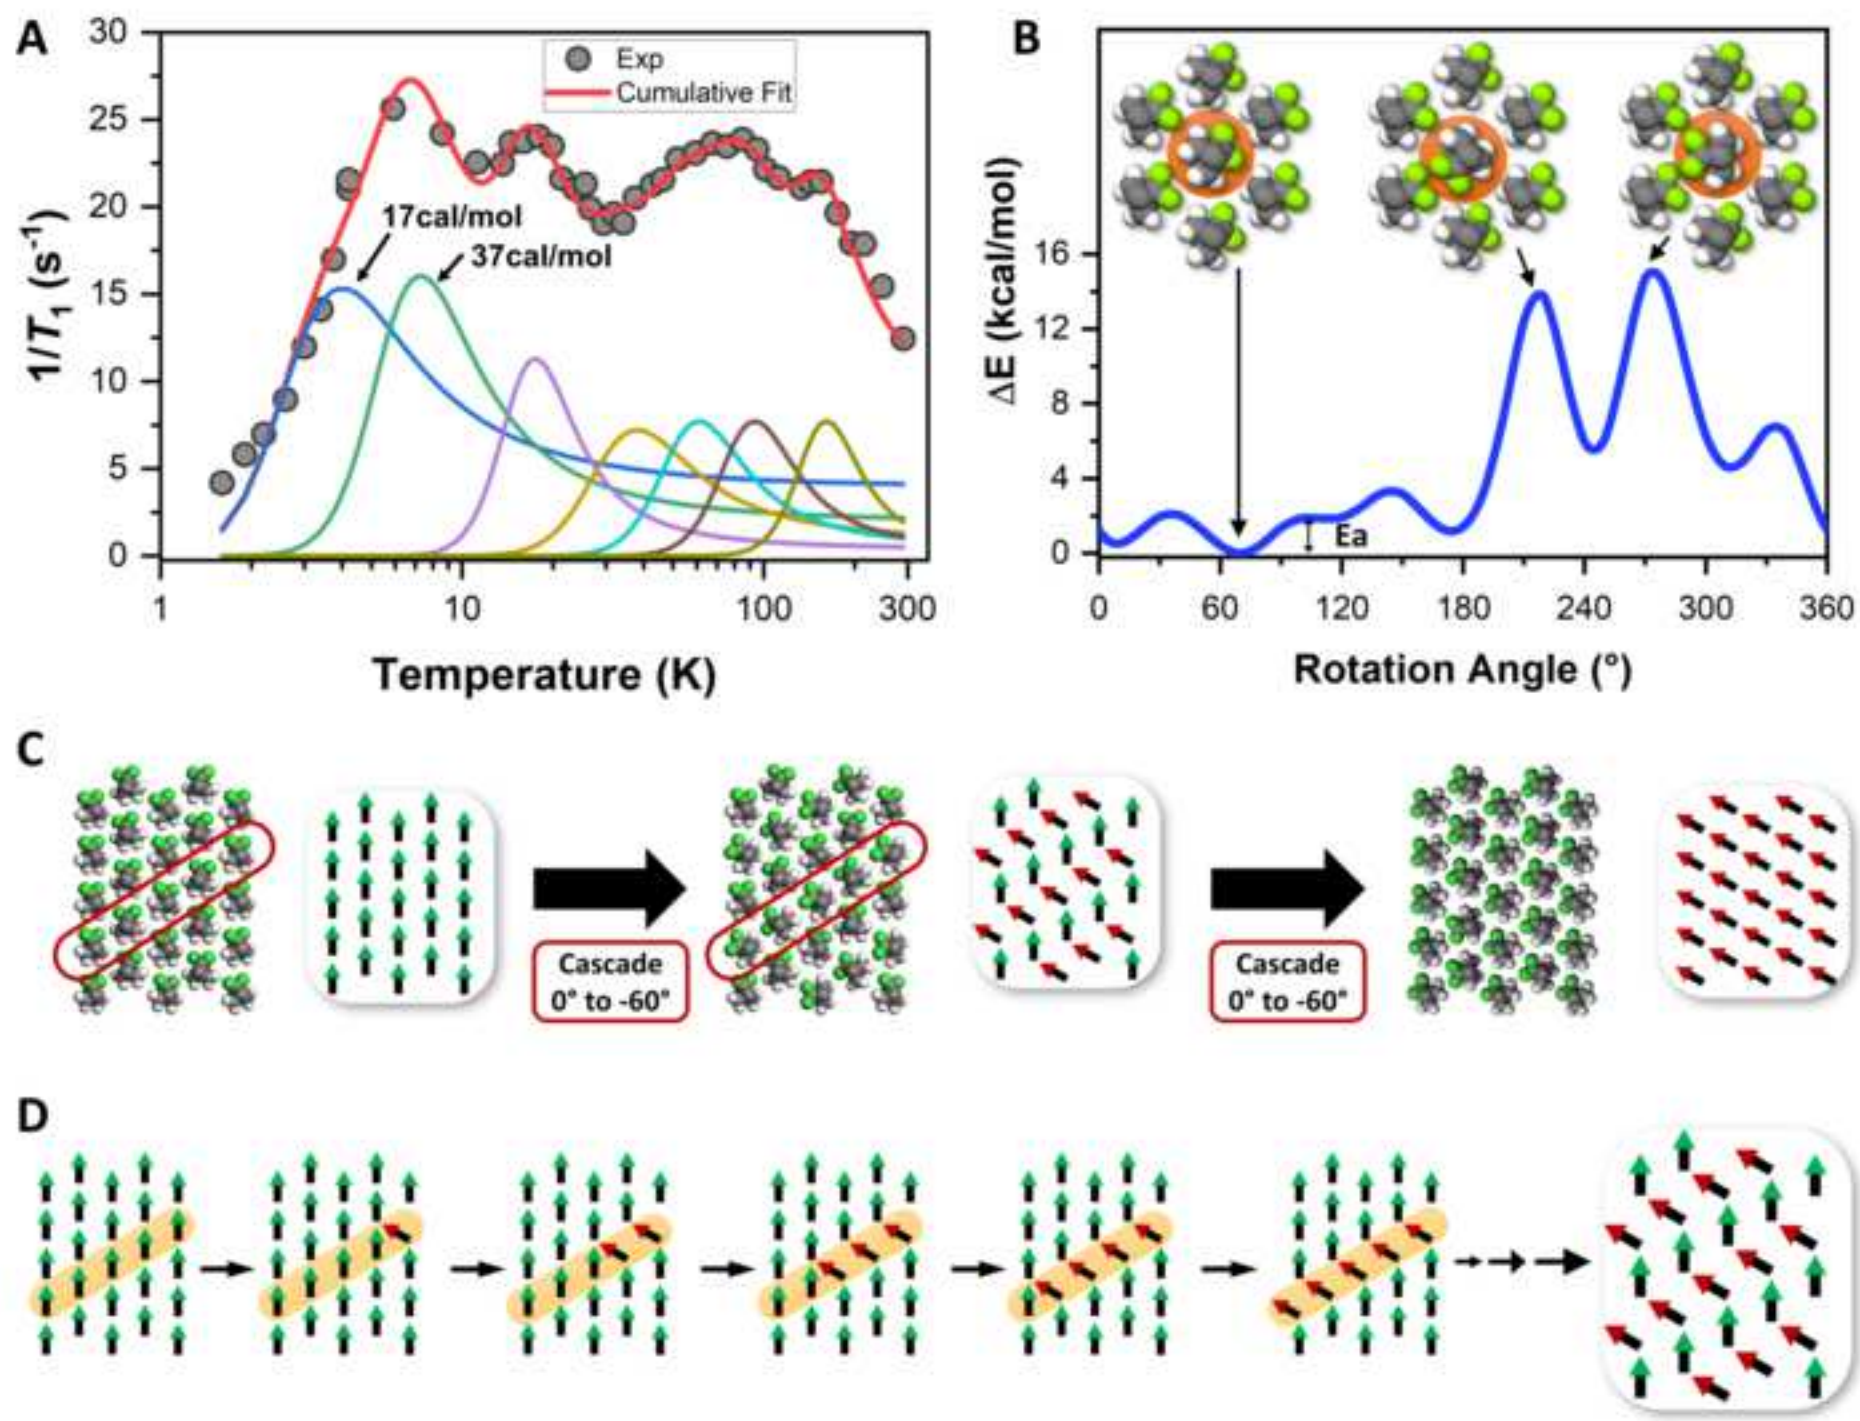 A
30
25
20
15
10
5
0
1/T₁ (s⁻¹)
Exp
Cumulative Fit
17cal/mol
37cal/mol
1
10
100
300
Temperature (K)
B
16
12
8
4
0
ΔE (kcal/mol)
Ea
0
60
120
180
240
300
360
Rotation Angle (°)
C
Cascade
0° to -60°
Cascade
0° to -60°
D